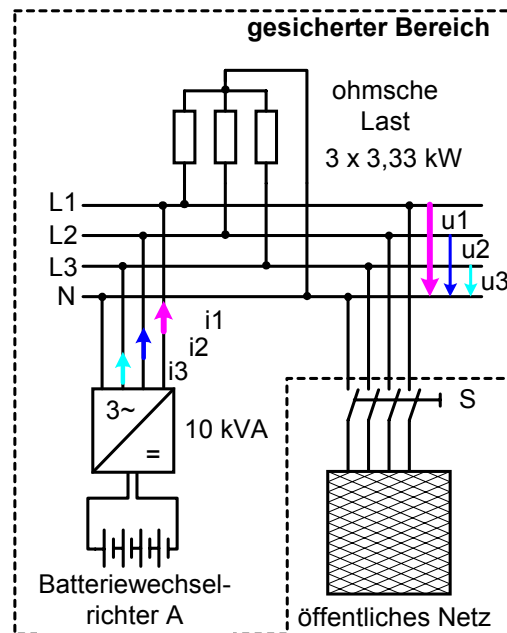 gesicherter Bereich
ohmsche
Last
3 x 3,33 kW
L1
L2
L3
N
u1
u2
u3
i1
i2
i3
3~
=
10 kVA
S
Batteriewechsel-
richter A
öffentliches Netz